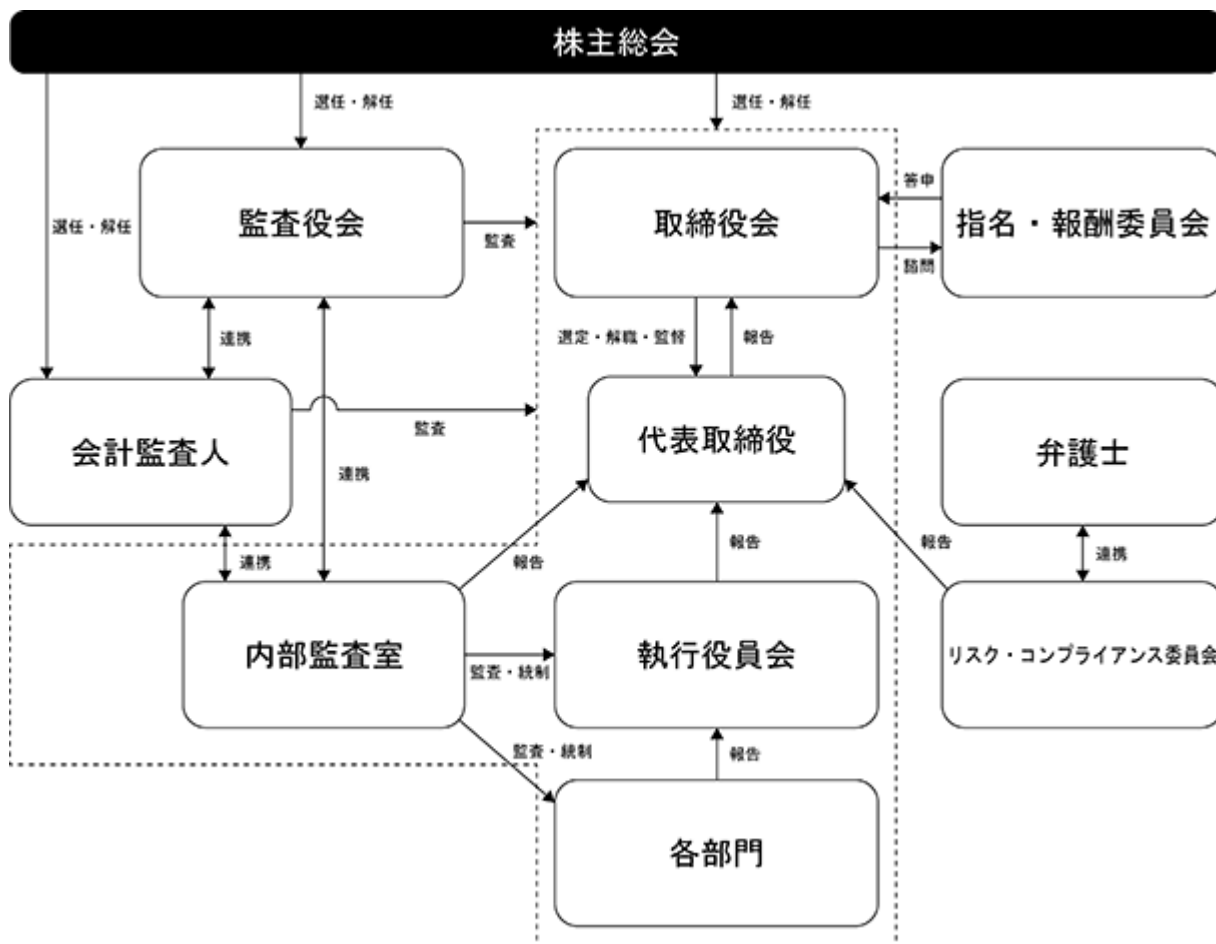 株主総会
選任・解任
選任・解任
選任・解任
監査役会
監査
取締役会
答申
諮問
指名・報酬委員会
連携
選定・解職・監督
報告
会計監査人
監査
連携
代表取締役
弁護士
連携
報告
報告
報告
連携
内部監査室
監査・統制
執行役員会
リスク・コンプライアンス委員会
監査・統制
報告
各部門